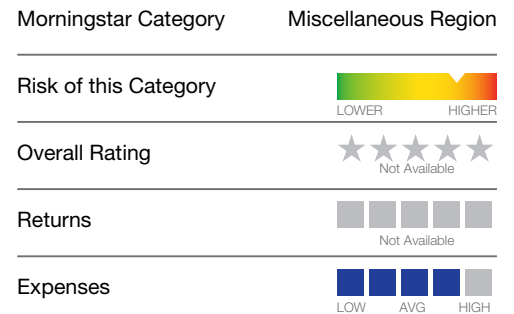 Morningstar Category Miscellaneous Region
Risk of this Category
LOWER HIGHER
Overall Rating
Not Available
Returns
Not Available
Expenses
LOW AVG HIGH